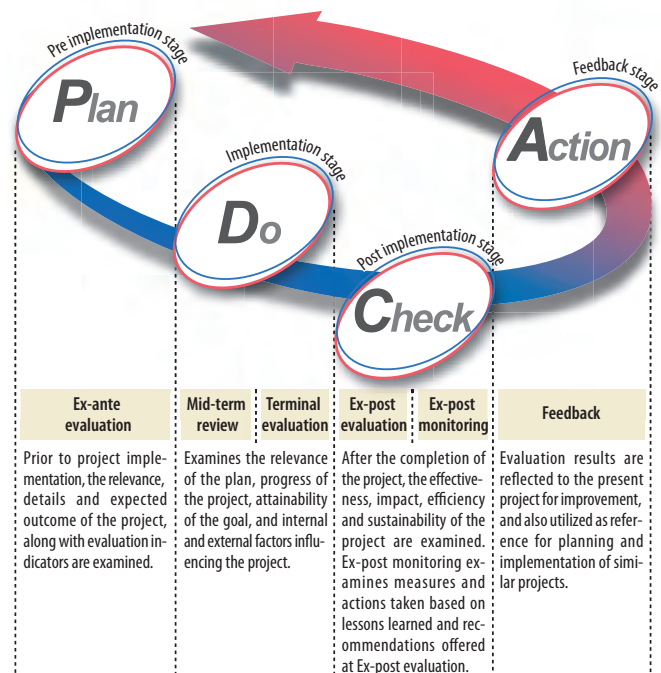 Pre implementation stage
Plan
Implementation stage
Do
Post implementation stage
Check
Feedback stage
Action
Ex-ante
evaluation
Prior to project imple-
mentation, the relevance,
details and expected
outcome of the project,
along with evaluation in-
dicators are examined.
Mid-term
review
Terminal
evaluation
Examines the relevance
of the plan, progress of
the project, attainability
of the goal, and internal
and external factors influ-
encing the project.
Ex-post
evaluation
Ex-post
monitoring
After the completion of
the project, the effective-
ness, impact, efficiency
and sustainability of the
project are examined.
Ex-post monitoring ex-
amines measures and
actions taken based on
lessons learned and rec-
ommendations offered
at Ex-post evaluation.
Feedback
Evaluation results are
reflected to the present
project for improvement,
and also utilized as refer-
ence for planning and
implementation of simi-
lar projects.